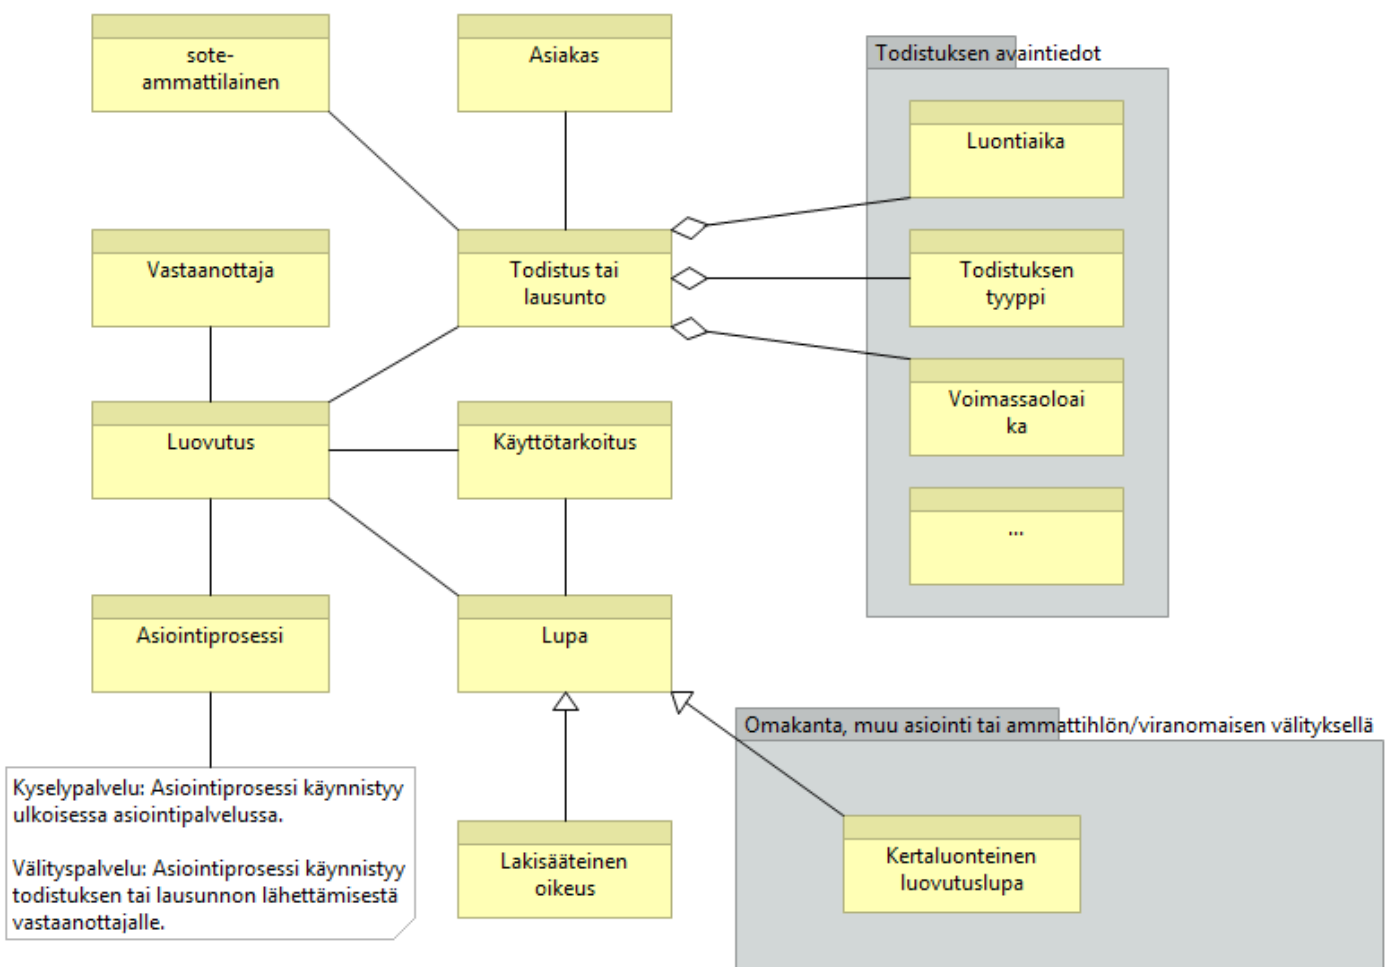 sote-
ammattilainen
Asiakas
Todistuksen avaintiedot
Luontiaika
Vastaanottaja
Todistus tai
lausunto
Todistuksen
tyyppi
Voimassaoloai
ka
Luovutus
Käyttötarkoitus
...
Asiointiprosessi
Lupa
Omakanta, muu asiointi tai ammattihlön/viranomaisen välityksellä
Kyselypalvelu: Asiointiprosessi käynnistyy
ulkoisessa asiointipalvelussa.
Välityspalvelu: Asiointiprosessi käynnistyy
todistuksen tai lausunnon lähettämisestä
vastaanottajalle.
Lakisääteinen
oikeus
Kertaluonteinen
luovutuslupa